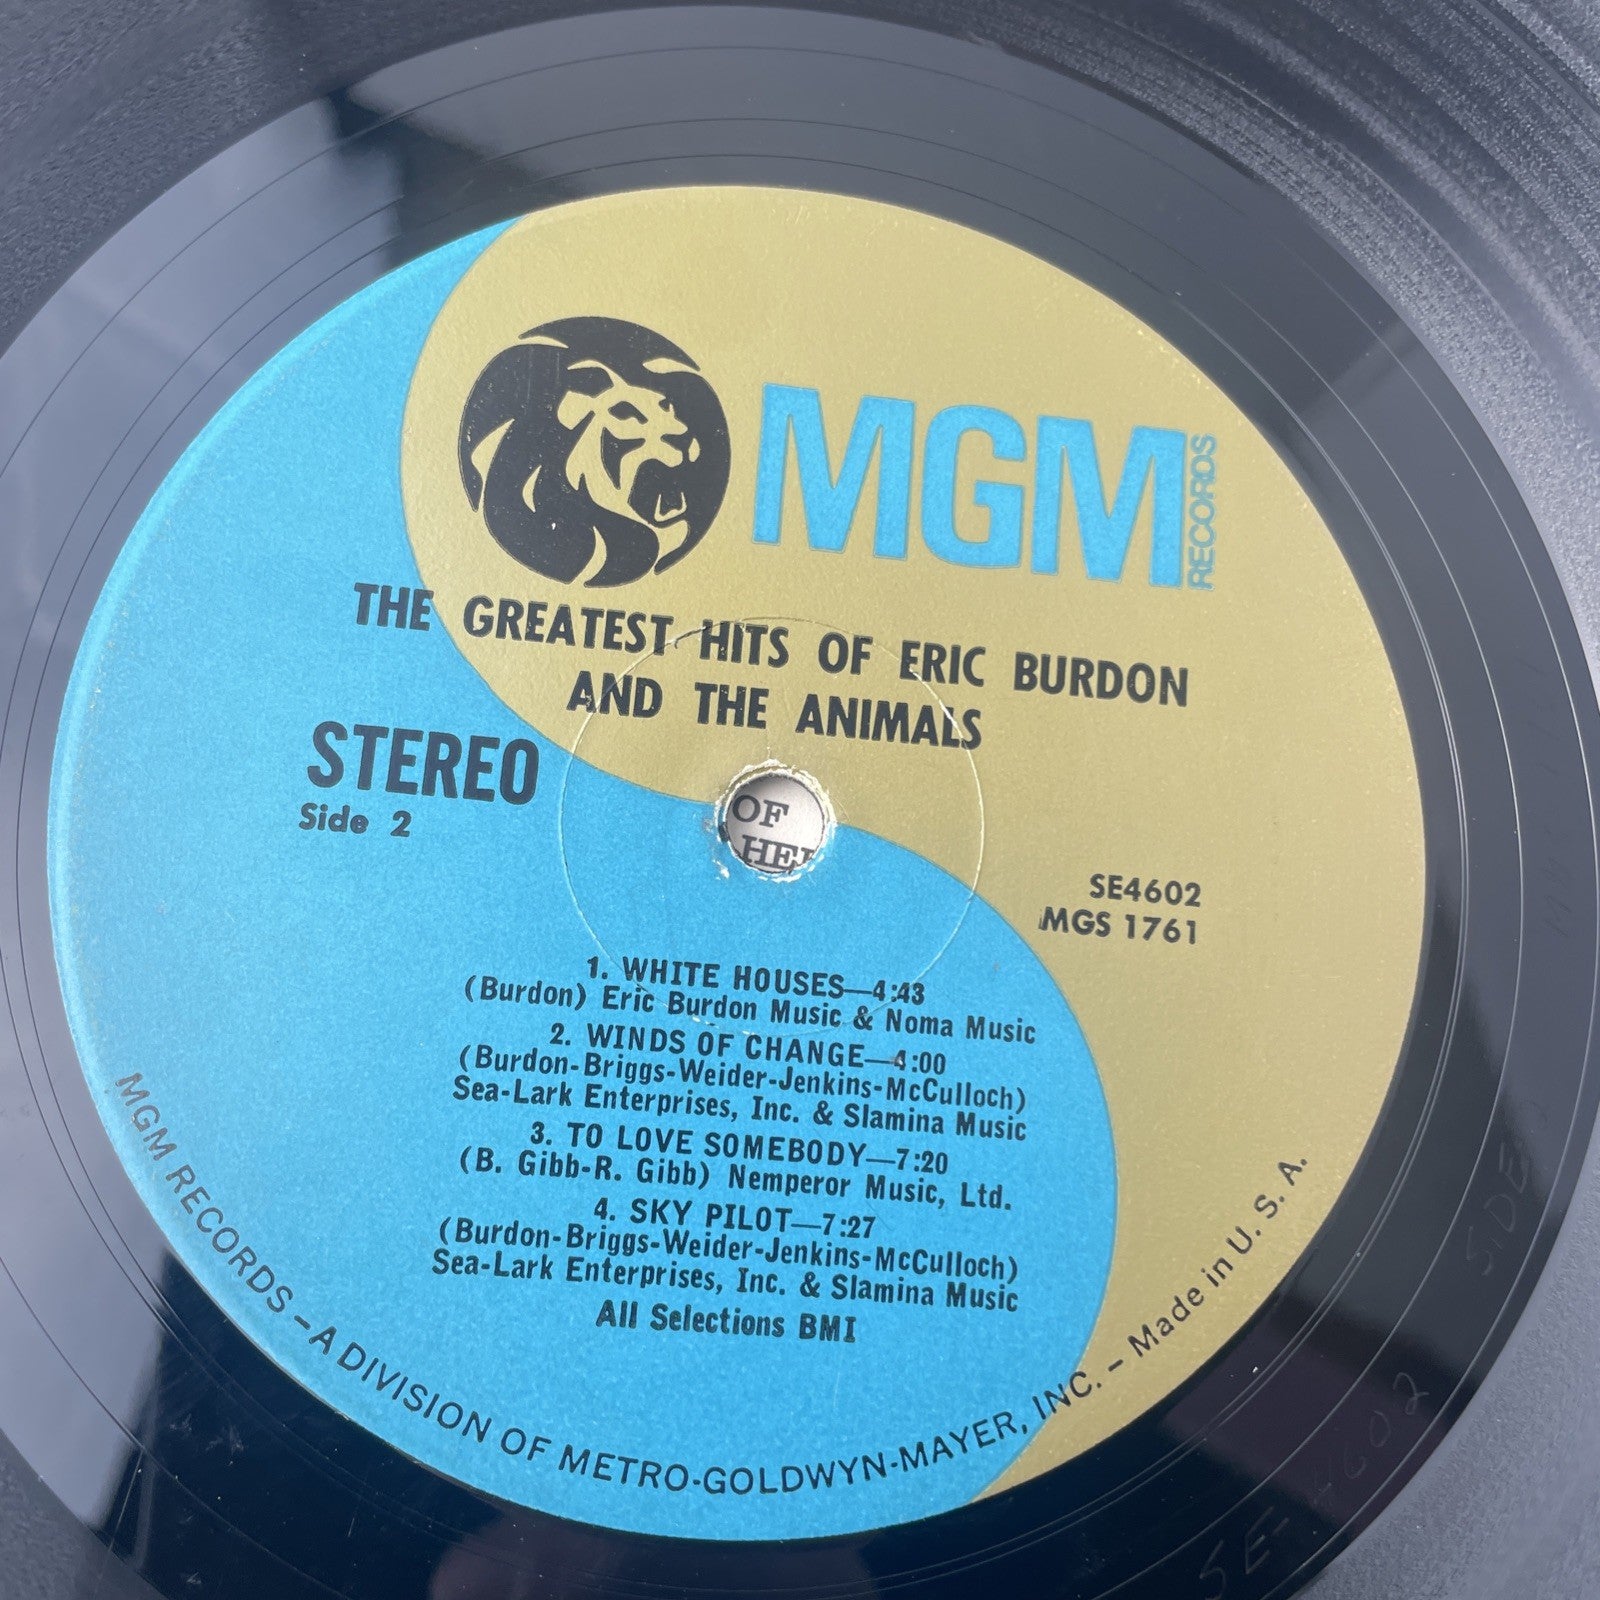 MGM RECORDS
THE GREATEST HITS OF ERIC BURDON
AND THE ANIMALS
STEREO
Side 2
OF
SE4602
MGS 1761
1. WHITE HOUSES—4:43
(Burdon) Eric Burdon Music & Noma Music
2. WINDS OF CHANGE—4:00
(Burdon-Briggs-Weider-Jenkins-McCulloch)
Sea-Lark Enterprises, Inc. & Slamina Music
3. TO LOVE SOMEBODY—7:20
(B. Gibb-R. Gibb) Nemperor Music, Ltd.
4. SKY PILOT—7:27
(Burdon-Briggs-Weider-Jenkins-McCulloch)
Sea-Lark Enterprises, Inc. & Slamina Music
All Selections BMI
MGM RECORDS – A DIVISION OF METRO-GOLDWYN-MAYER, INC. – Made in U. S. A.
SE-4602